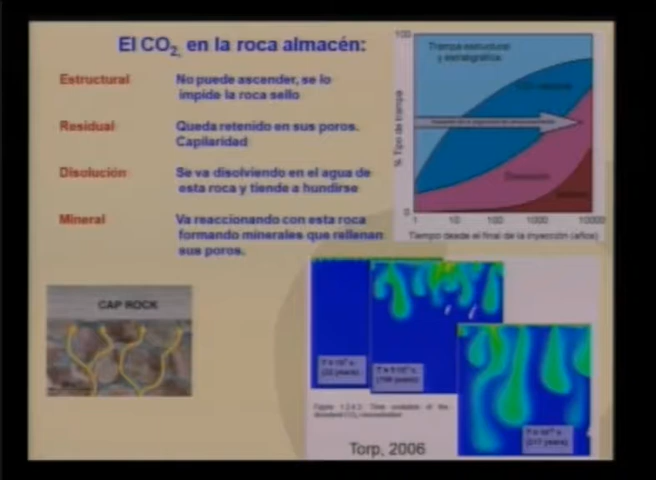 El CO2, en la roca almacén:
Estructural
No puede ascender, se lo
impide la roca sello
Residual
Queda retenido en sus poros.
Capilaridad
Disolución
Se va disolviendo en el agua de
esta roca y tiende a hundirse
Mineral
Va reaccionando con esta roca
formando minerales que rellenan
sus poros.
100
Trampa estructural
y estratigráfica
% Tipo de trampa
0
1 10 100 1000 10000
Tiempo desde el final de la inyección (años)
CAP ROCK
Torp, 2006